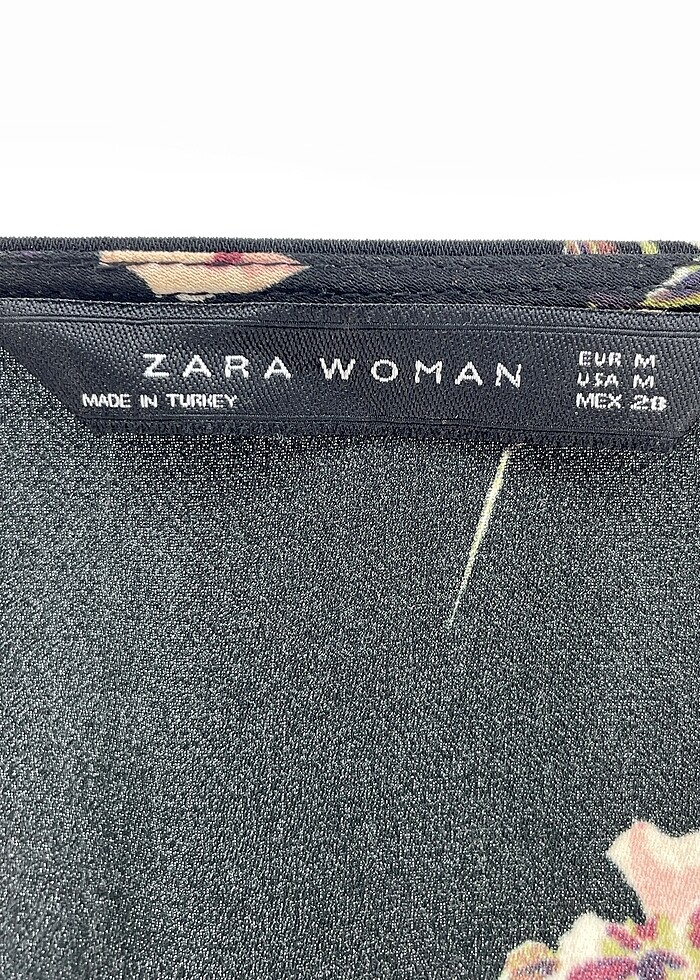 ZARA WOMAN
MADE IN TURKEY
EUR M
USA M
MEX 28